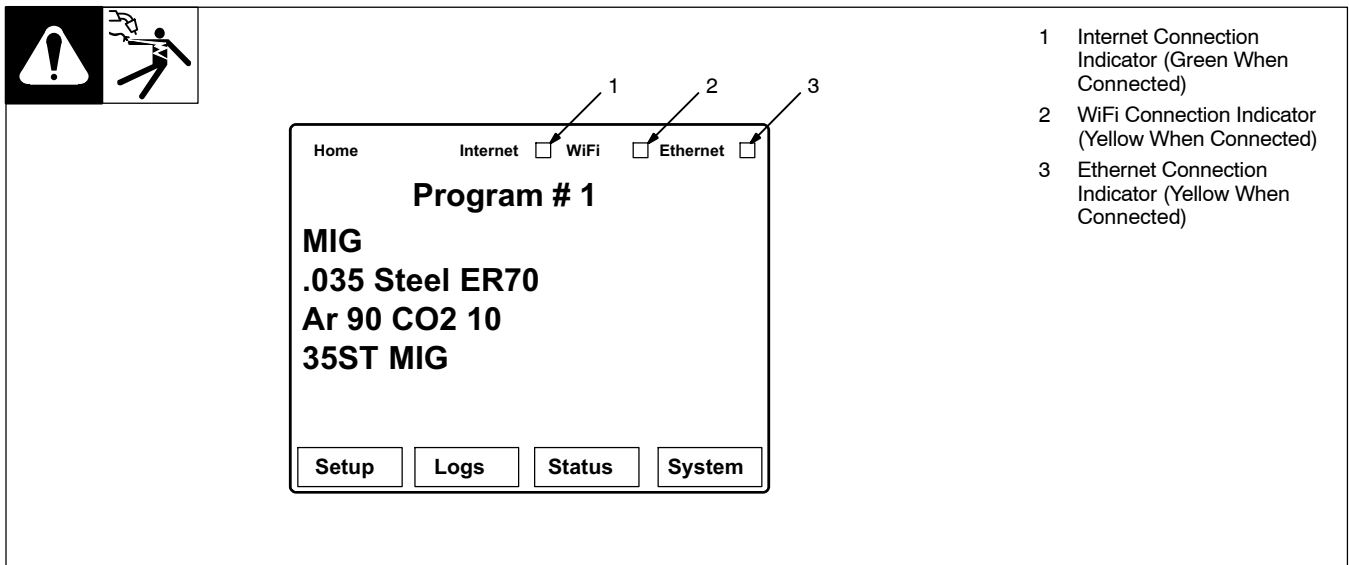 1 2 3
Home Internet WiFi Ethernet
Program # 1
MIG
.035 Steel ER70
Ar 90 CO2 10
35ST MIG
Setup Logs Status System
1 Internet Connection
Indicator (Green When
Connected)
2 WiFi Connection Indicator
(Yellow When Connected)
3 Ethernet Connection
Indicator (Yellow When
Connected)